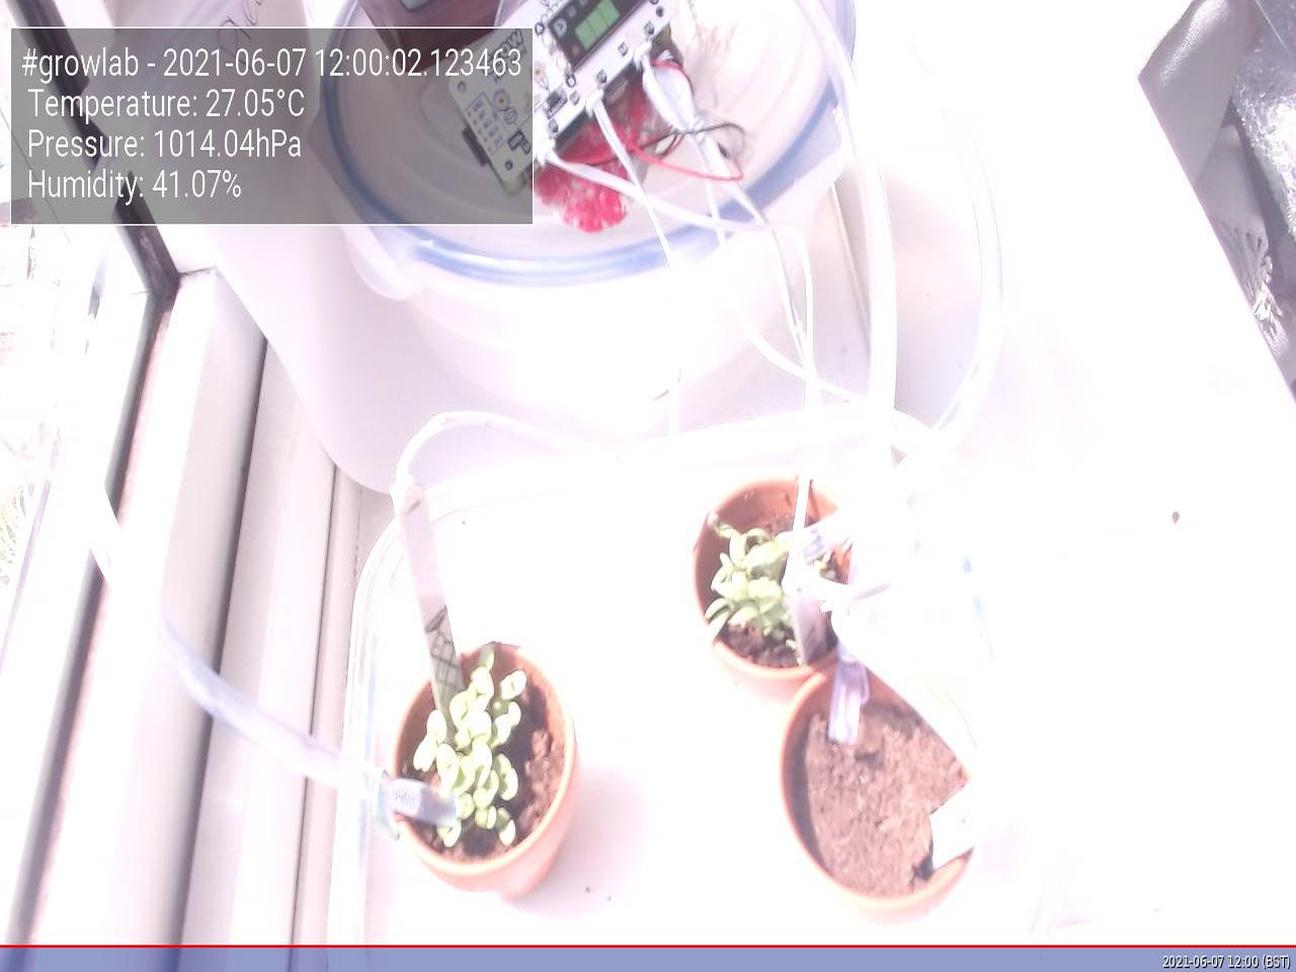 #growlab - 2021-06-07 12:00:02.123463
Temperature: 27.05°C
Pressure: 1014.04hPa
Humidity: 41.07%
2021-06-07 12:00 (BST)